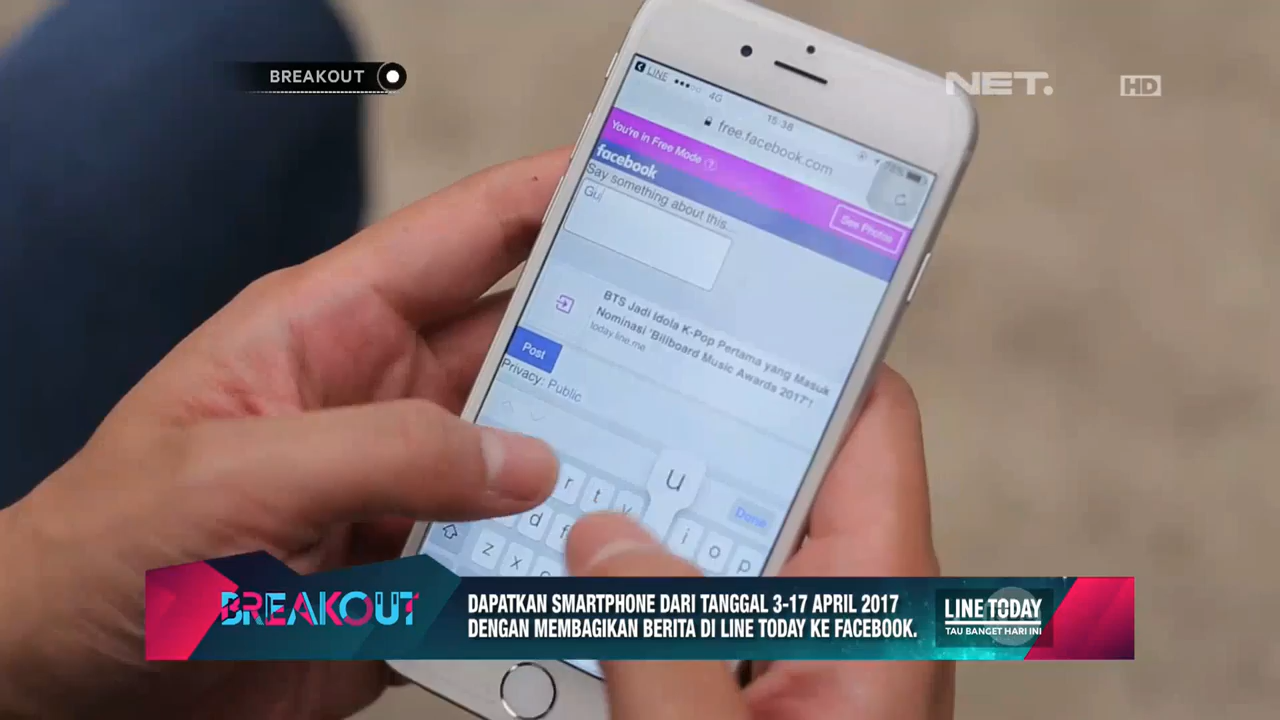 BREAKOUT
NET.
HD
LINE
4G
15:38
free.facebook.com
You're in Free Mode
See Photos
facebook
Say something about this...
Gu
BTS Jadi Idola K-Pop Pertama yang Masuk
Nominasi 'Billboard Music Awards 2017'!
today.line.me
Post
Privacy: Public
u
Done
r t y i o p
d f
z x c
BREAKOUT
DAPATKAN SMARTPHONE DARI TANGGAL 3-17 APRIL 2017
DENGAN MEMBAGIKAN BERITA DI LINE TODAY KE FACEBOOK.
LINE TODAY
TAU BANGET HARI INI